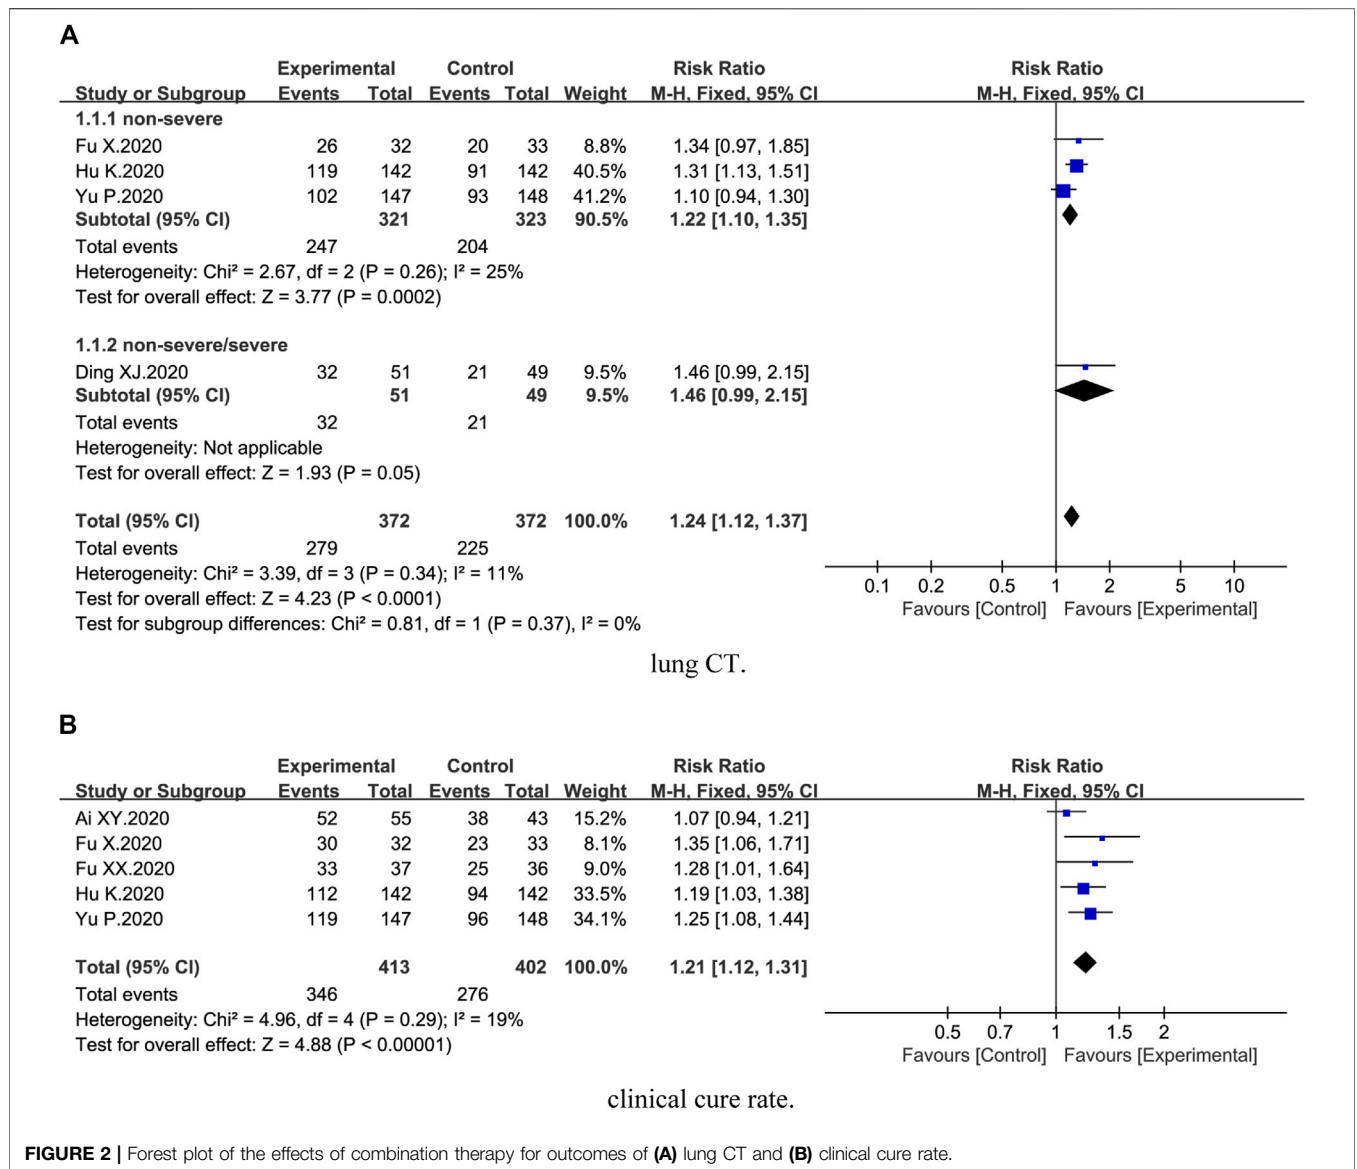 A
Experimental Control Risk Ratio Risk Ratio
Study or Subgroup Events Total Events Total Weight M-H, Fixed, 95% CI M-H, Fixed, 95% CI
1.1.1 non-severe
Fu X.2020 26 32 20 33 8.8% 1.34 [0.97, 1.85]
Hu K.2020 119 142 91 142 40.5% 1.31 [1.13, 1.51]
Yu P.2020 102 147 93 148 41.2% 1.10 [0.94, 1.30]
Subtotal (95% CI) 321 323 90.5% 1.22 [1.10, 1.35]
Total events 247 204
Heterogeneity: Chi² = 2.67, df = 2 (P = 0.26); I² = 25%
Test for overall effect: Z = 3.77 (P = 0.0002)
1.1.2 non-severe/severe
Ding XJ.2020 32 51 21 49 9.5% 1.46 [0.99, 2.15]
Subtotal (95% CI) 51 49 9.5% 1.46 [0.99, 2.15]
Total events 32 21
Heterogeneity: Not applicable
Test for overall effect: Z = 1.93 (P = 0.05)
Total (95% CI) 372 372 100.0% 1.24 [1.12, 1.37]
Total events 279 225
Heterogeneity: Chi² = 3.39, df = 3 (P = 0.34); I² = 11%
Test for overall effect: Z = 4.23 (P < 0.0001)
Test for subgroup differences: Chi² = 0.81, df = 1 (P = 0.37), I² = 0%
0.1 0.2 0.5 1 2 5 10
Favours [Control] Favours [Experimental]
lung CT.
B
Experimental Control Risk Ratio Risk Ratio
Study or Subgroup Events Total Events Total Weight M-H, Fixed, 95% CI M-H, Fixed, 95% CI
Ai XY.2020 52 55 38 43 15.2% 1.07 [0.94, 1.21]
Fu X.2020 30 32 23 33 8.1% 1.35 [1.06, 1.71]
Fu XX.2020 33 37 25 36 9.0% 1.28 [1.01, 1.64]
Hu K.2020 112 142 94 142 33.5% 1.19 [1.03, 1.38]
Yu P.2020 119 147 96 148 34.1% 1.25 [1.08, 1.44]
Total (95% CI) 413 402 100.0% 1.21 [1.12, 1.31]
Total events 346 276
Heterogeneity: Chi² = 4.96, df = 4 (P = 0.29); I² = 19%
Test for overall effect: Z = 4.88 (P < 0.00001)
0.5 0.7 1 1.5 2
Favours [Control] Favours [Experimental]
clinical cure rate.
FIGURE 2 | Forest plot of the effects of combination therapy for outcomes of (A) lung CT and (B) clinical cure rate.